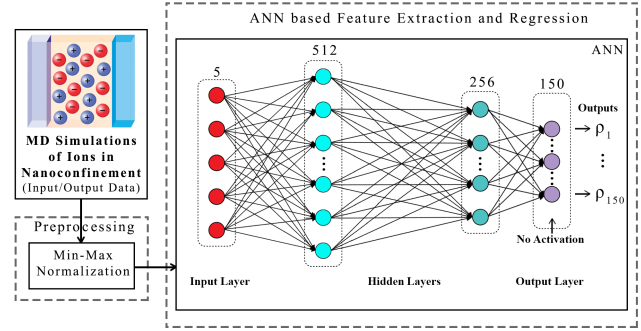 ANN based Feature Extraction and Regression
ANN
5
512
256
150
MD Simulations
of Ions in
Nanoconfinement
(Input/Output Data)
Preprocessing
Min-Max
Normalization
Outputs
ρ1
ρ150
No Activation
Input Layer
Hidden Layers
Output Layer